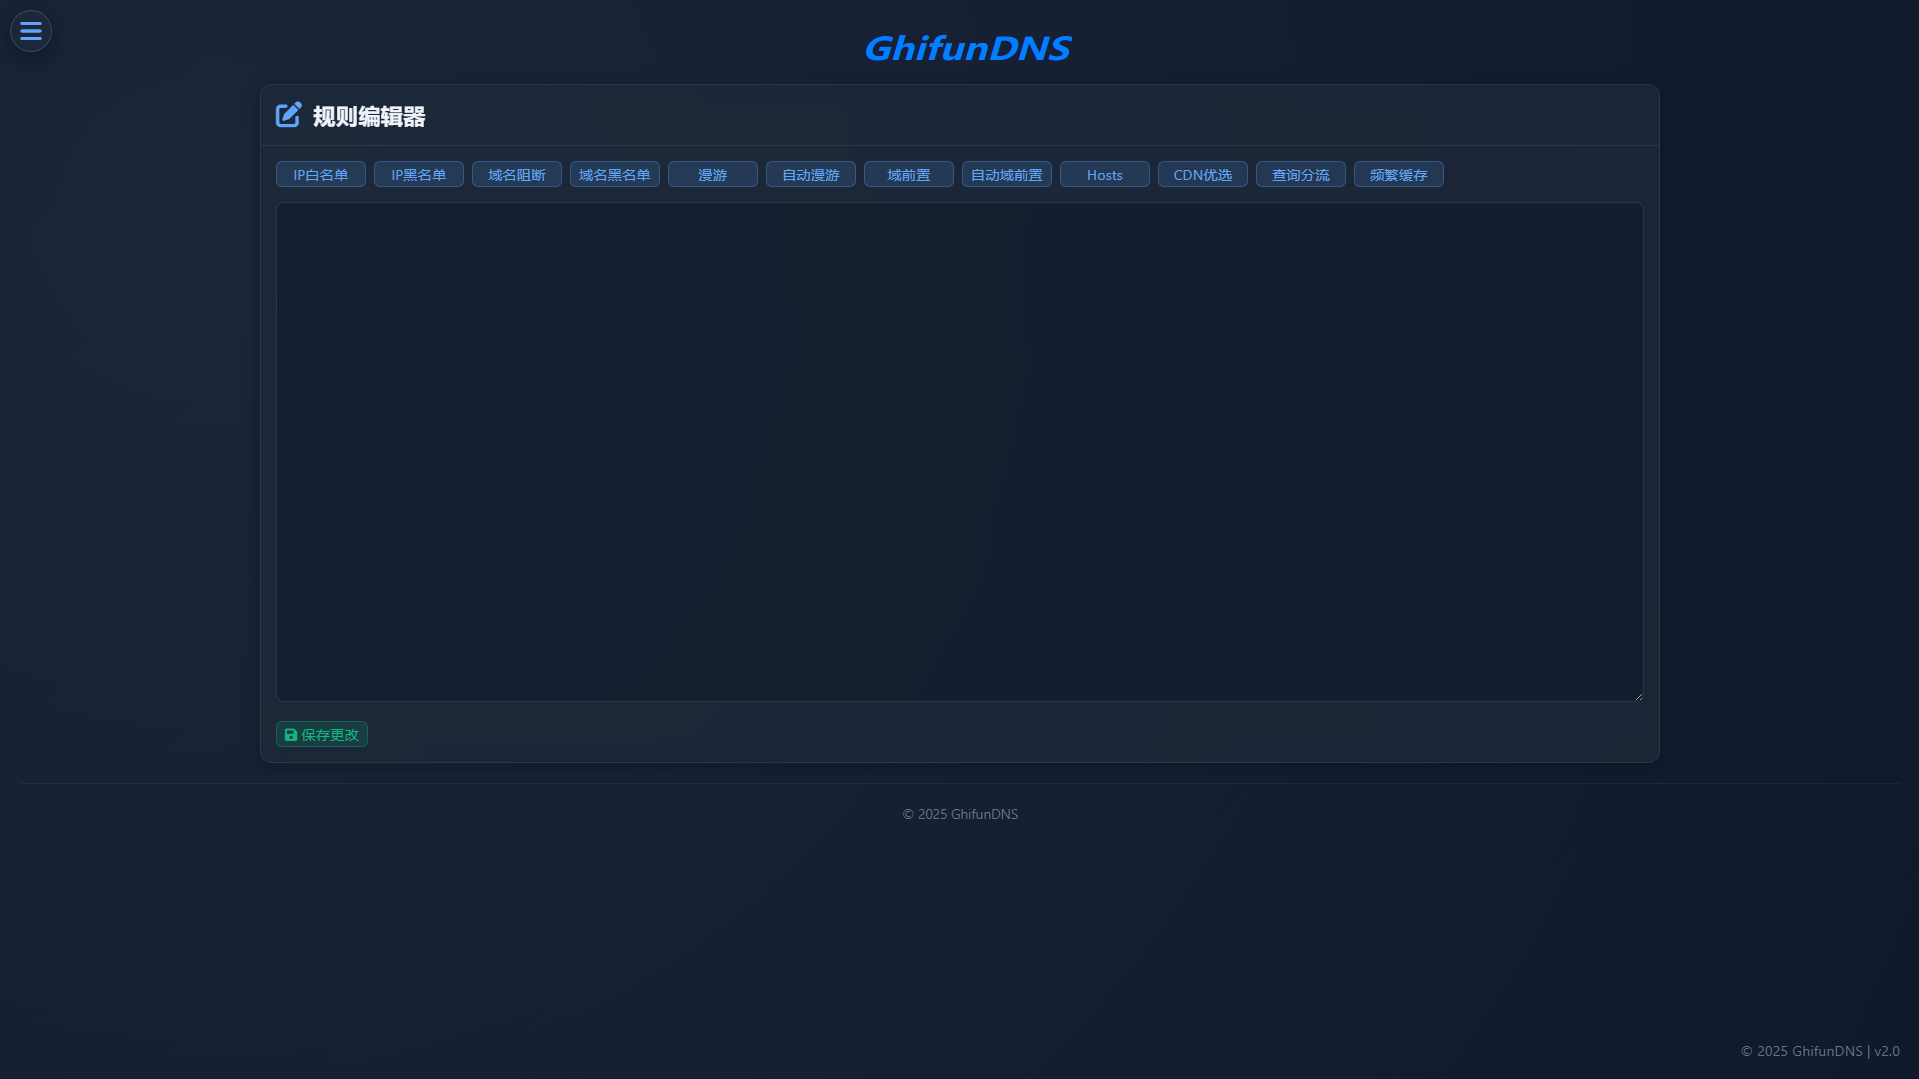 GhifunDNS
规则编辑器
IP白名单 IP黑名单 域名阻断 域名黑名单 漫游 自动漫游 域前置 自动域前置 Hosts CDN优选 查询分流 频繁缓存
保存更改
© 2025 GhifunDNS
© 2025 GhifunDNS | v2.0